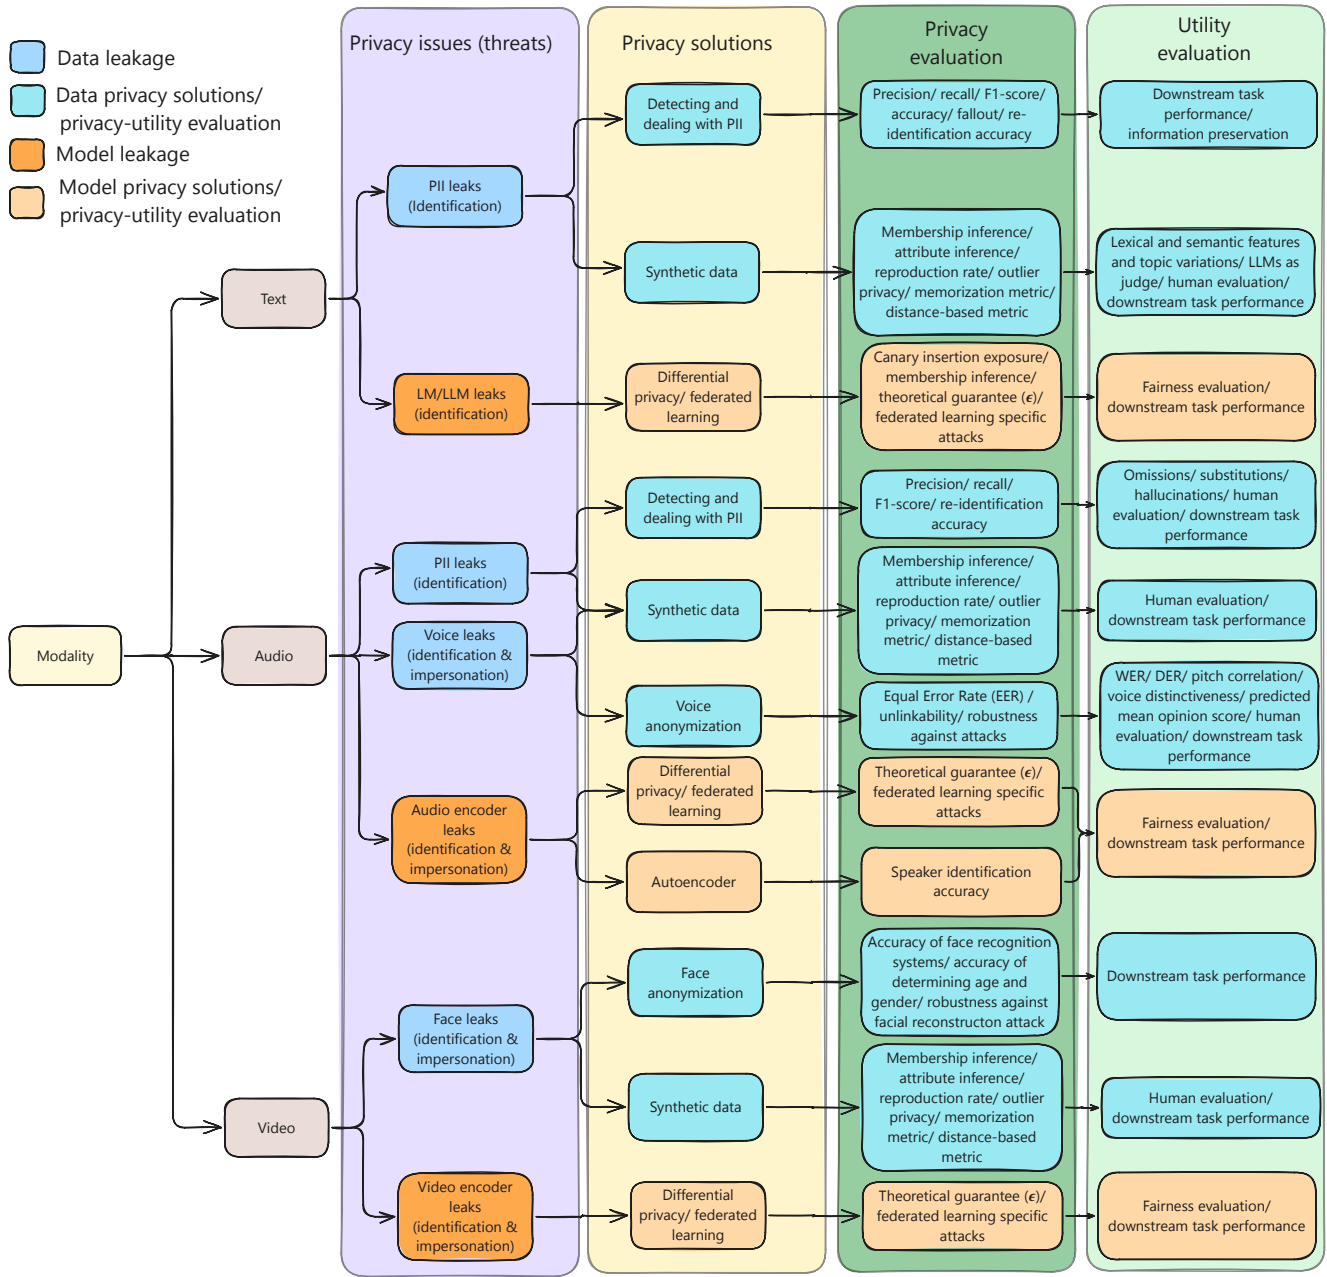 Data leakage
Data privacy solutions/
privacy-utility evaluation
Model leakage
Model privacy solutions/
privacy-utility evaluation
Modality
Text
Audio
Video
Privacy issues (threats)
PII leaks
(Identification)
LM/LLM leaks
(identification)
PII leaks
(identification)
Voice leaks
(identification &
impersonation)
Audio encoder
leaks
(identification &
impersonation)
Face leaks
(identification &
impersonation)
Video encoder
leaks
(identification &
impersonation)
Privacy solutions
Detecting and
dealing with PII
Synthetic data
Differential
privacy/ federated
learning
Detecting and
dealing with PII
Synthetic data
Voice
anonymization
Differential
privacy/ federated
learning
Autoencoder
Face
anonymization
Synthetic data
Differential
privacy/ federated
learning
Privacy
evaluation
Precision/ recall/ F1-score/
accuracy/ fallout/ re-
identification accuracy
Membership inference/
attribute inference/
reproduction rate/ outlier
privacy/ memorization metric/
distance-based metric
Canary insertion exposure/
membership inference/
theoretical guarantee (ϵ)/
federated learning specific
attacks
Precision/ recall/
F1-score/ re-identification
accuracy
Membership inference/
attribute inference/
reproduction rate/ outlier
privacy/ memorization
metric/ distance-based
metric
Equal Error Rate (EER) /
unlinkability/ robustness
against attacks
Theoretical guarantee (ϵ)/
federated learning specific
attacks
Speaker identification
accuracy
Accuracy of face recognition
systems/ accuracy of
determining age and
gender/ robustness against
facial reconstructon attack
Membership inference/
attribute inference/
reproduction rate/ outlier
privacy/ memorization
metric/ distance-based
metric
Theoretical guarantee (ϵ)/
federated learning specific
attacks
Utility
evaluation
Downstream task
performance/
information preservation
Lexical and semantic features
and topic variations/ LLMs as
judge/ human evaluation/
downstream task performance
Fairness evaluation/
downstream task performance
Omissions/ substitutions/
hallucinations/ human
evaluation/ downstream task
performance
Human evaluation/
downstream task performance
WER/ DER/ pitch correlation/
voice distinctiveness/ predicted
mean opinion score/ human
evaluation/ downstream task
performance
Fairness evaluation/
downstream task performance
Downstream task performance
Human evaluation/
downstream task performance
Fairness evaluation/
downstream task performance